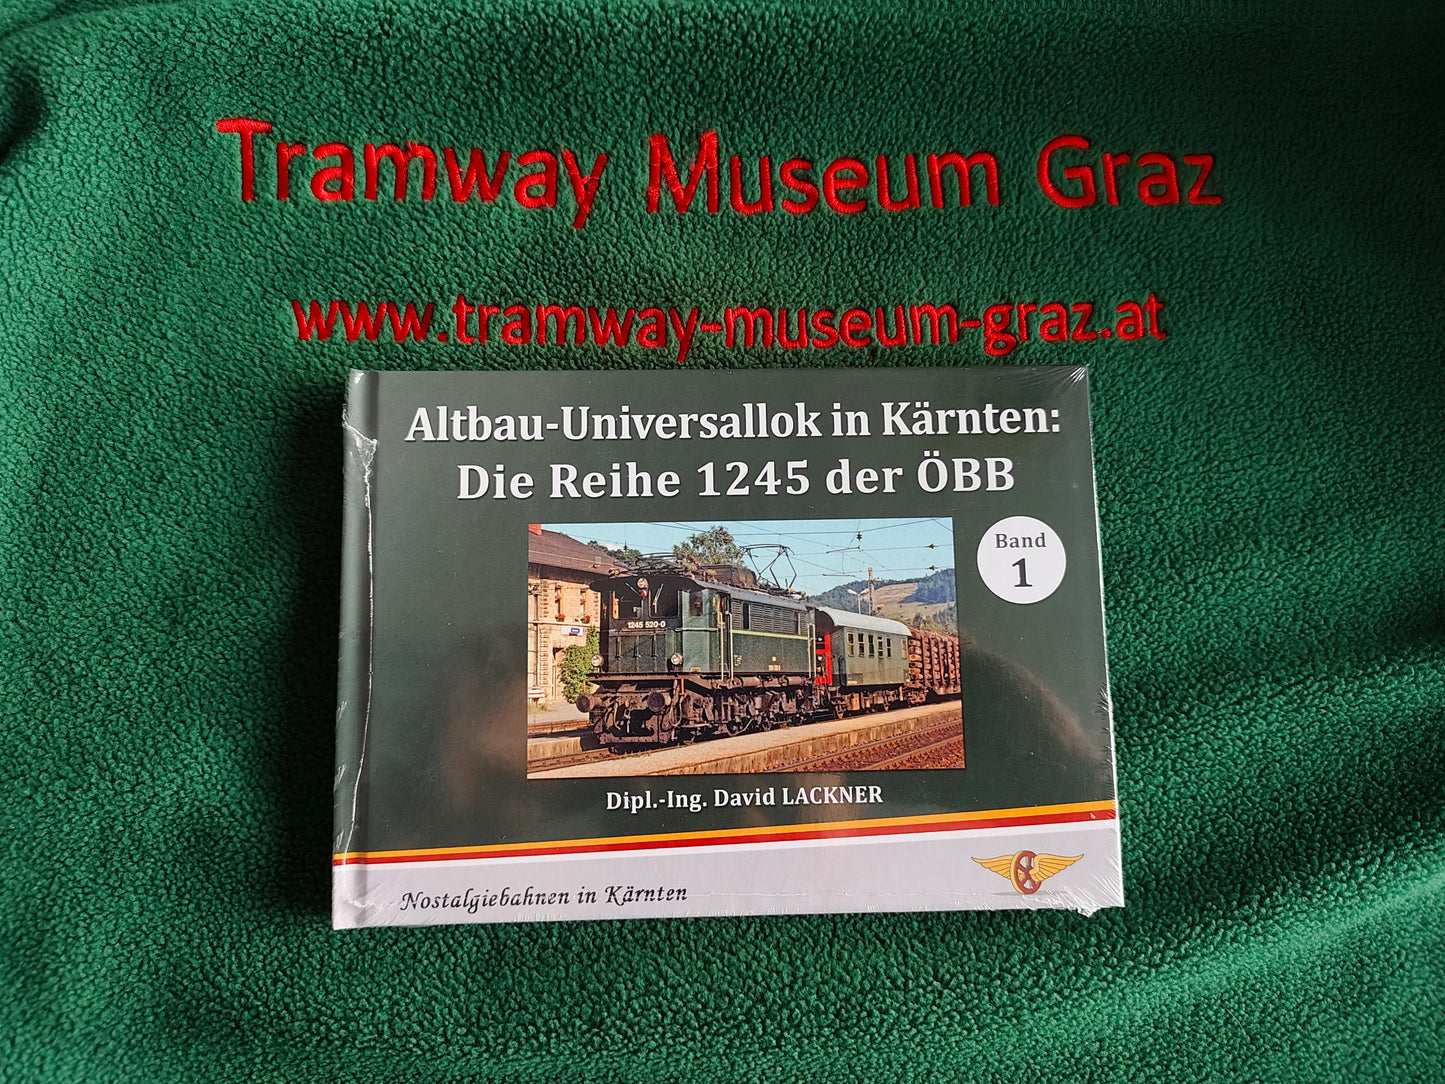 Tramway Museum Graz
www.tramway-museum-graz.at
Altbau-Universallok in Kärnten:
Die Reihe 1245 der ÖBB
Band
1
1245 520-0
Dipl.-Ing. David LACKNER
Nostalgiebahnen in Kärnten